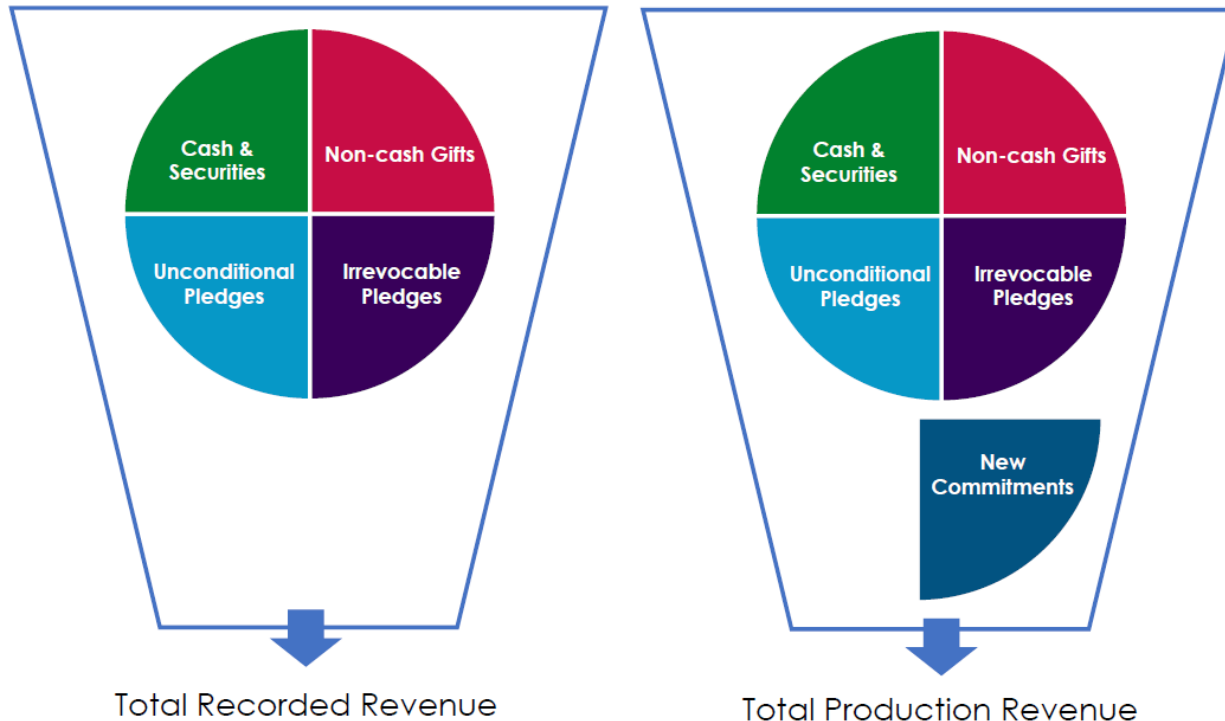 Cash &
Securities
Non-cash Gifts
Unconditional
Pledges
Irrevocable
Pledges
Total Recorded Revenue
Cash &
Securities
Non-cash Gifts
Unconditional
Pledges
Irrevocable
Pledges
New
Commitments
Total Production Revenue